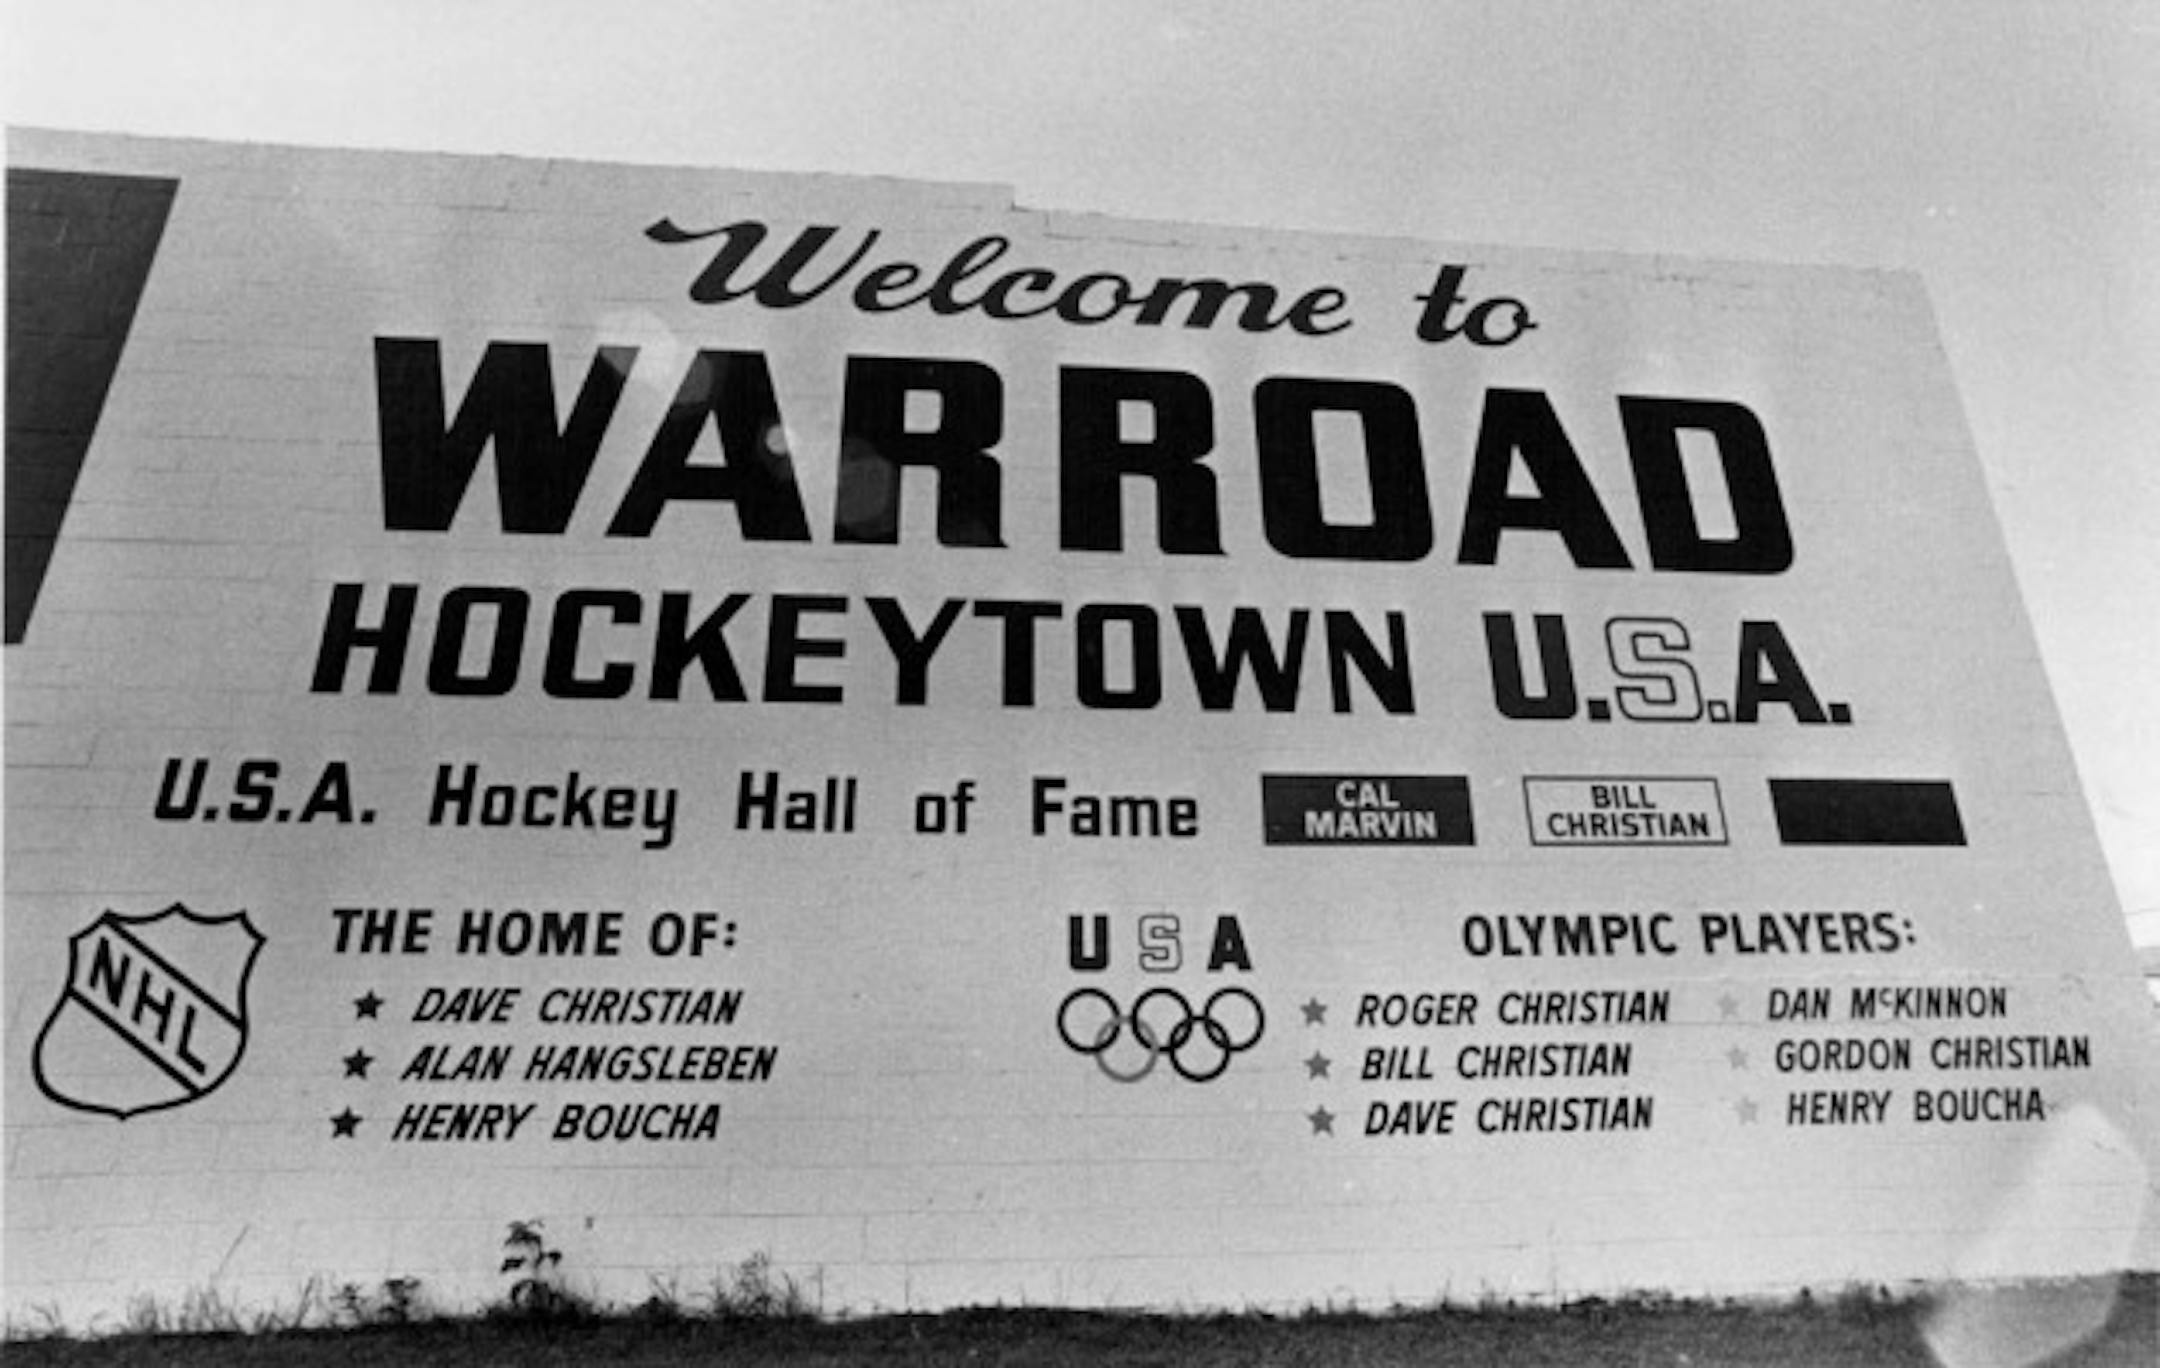 Welcome to
WARROAD
HOCKEYTOWN U.S.A.
U.S.A. Hockey Hall of Fame
CAL
MARVIN
BILL
CHRISTIAN
NHL
THE HOME OF:
★ DAVE CHRISTIAN
★ ALAN HANGSLEBEN
★ HENRY BOUCHA
USA
OLYMPIC PLAYERS:
★ ROGER CHRISTIAN
★ BILL CHRISTIAN
★ DAVE CHRISTIAN
★ DAN McKINNON
★ GORDON CHRISTIAN
★ HENRY BOUCHA